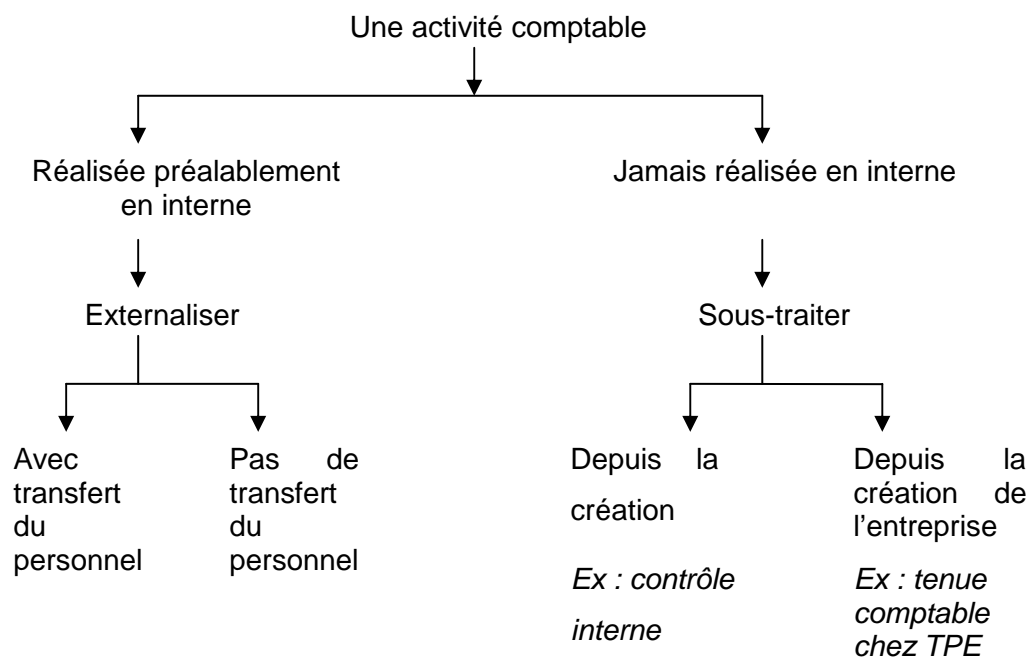 Une activité comptable
Réalisée préalablement
en interne
Jamais réalisée en interne
Externaliser
Sous-traiter
Avec
transfert
du
personnel
Pas de
transfert
du
personnel
Depuis la
création
Ex : contrôle
interne
Depuis la
création de
l'entreprise
Ex : tenue
comptable
chez TPE